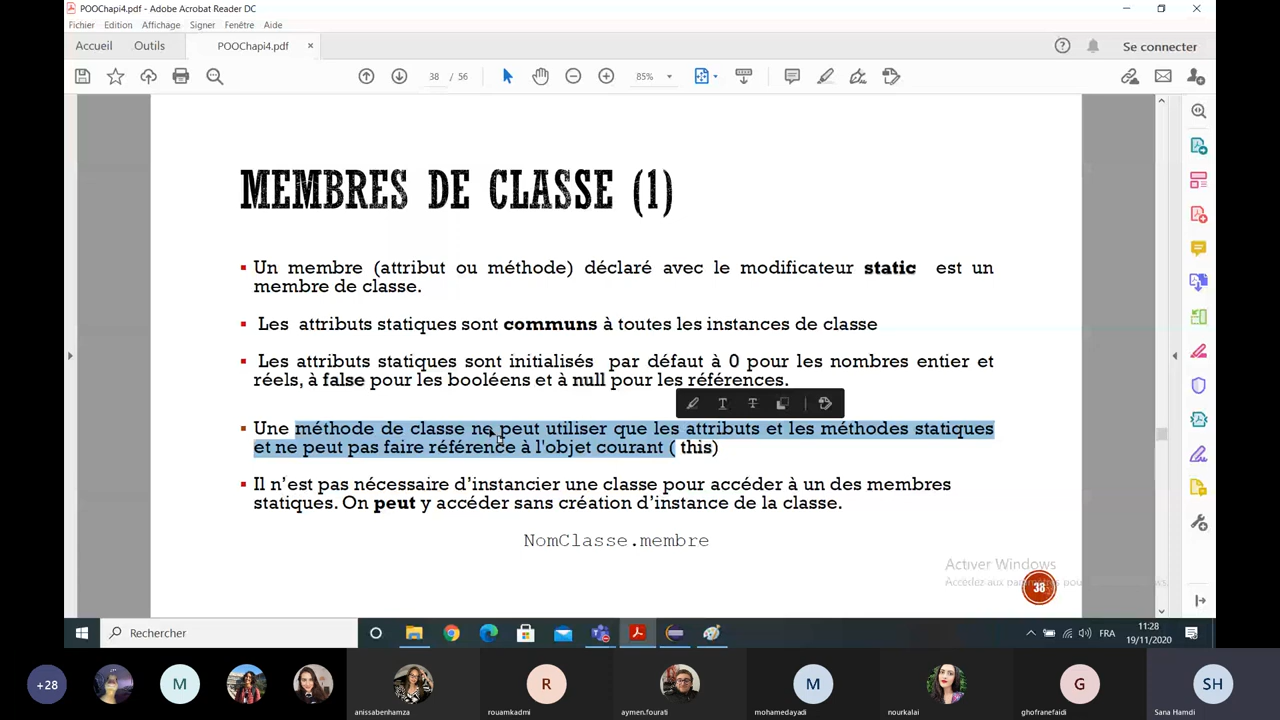 POOChapi4.pdf - Adobe Acrobat Reader DC
Fichier Edition Affichage Signer Fenêtre Aide
Accueil Outils POOChapi4.pdf × Se connecter
38 / 56 85%
MEMBRES DE CLASSE (1)
▪ Un membre (attribut ou méthode) déclaré avec le modificateur static est un
membre de classe.
▪ Les attributs statiques sont communs à toutes les instances de classe
▪ Les attributs statiques sont initialisés par défaut à 0 pour les nombres entier et
réels, à false pour les booléens et à null pour les références.
▪ Une méthode de classe ne peut utiliser que les attributs et les méthodes statiques
et ne peut pas faire référence à l'objet courant ( this)
▪ Il n’est pas nécessaire d’instancier une classe pour accéder à un des membres
statiques. On peut y accéder sans création d’instance de la classe.
NomClasse.membre
Activer Windows
Accédez aux paramètres pour
38
Rechercher
FRA
11:28
19/11/2020
+28 M R M G SH
anissabenhamza rouamkadmi aymen.fourati mohamedayadi nourkalai ghofranefaidi Sana Hamdi